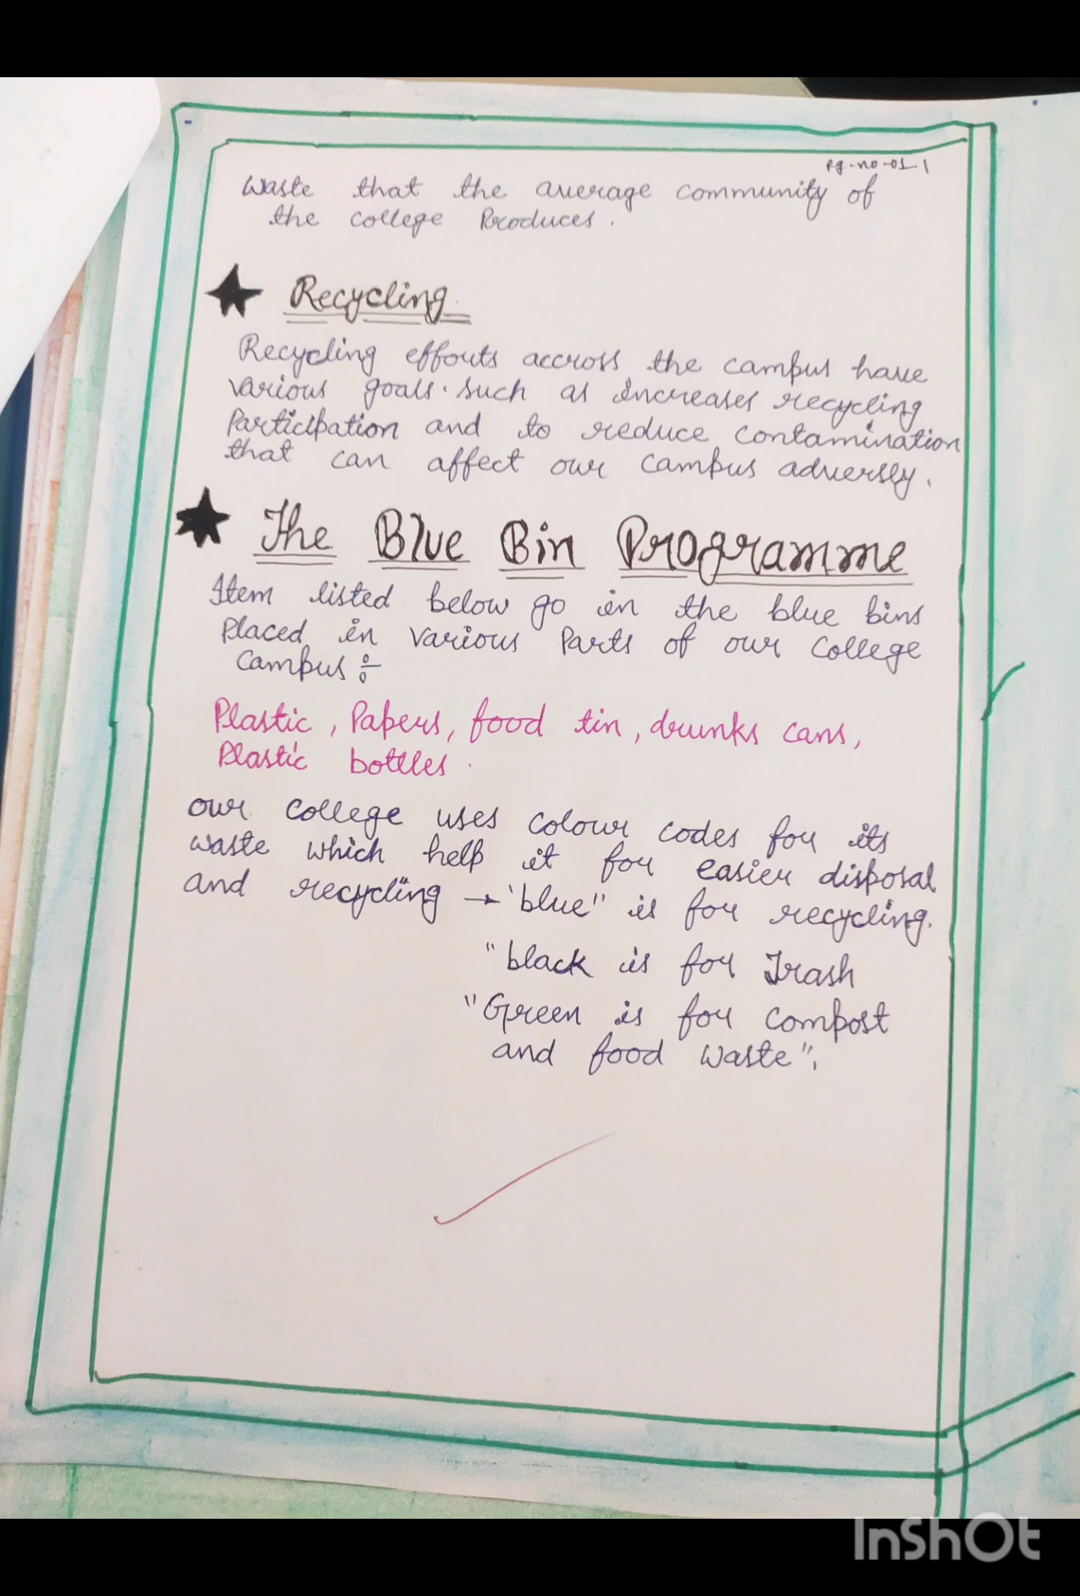 Pg-no-01-1
Waste that the average community of
the college Produces.
Recycling
Recycling efforts accross the campus have
various goals. such as increases recycling
Participation and to reduce contamination
that can affect our campus adversly.
The Blue Bin Programme
Item listed below go in the blue bins
Placed in various Parts of our college
campus :-
Plastic, Papers, food tin, drunks cans,
Plastic bottles.
our college uses colour codes for its
waste which help it for easier disposal
and recycling → 'blue" is for recycling.
"black is for Trash
"Green is for compost
and food waste".
InShOt